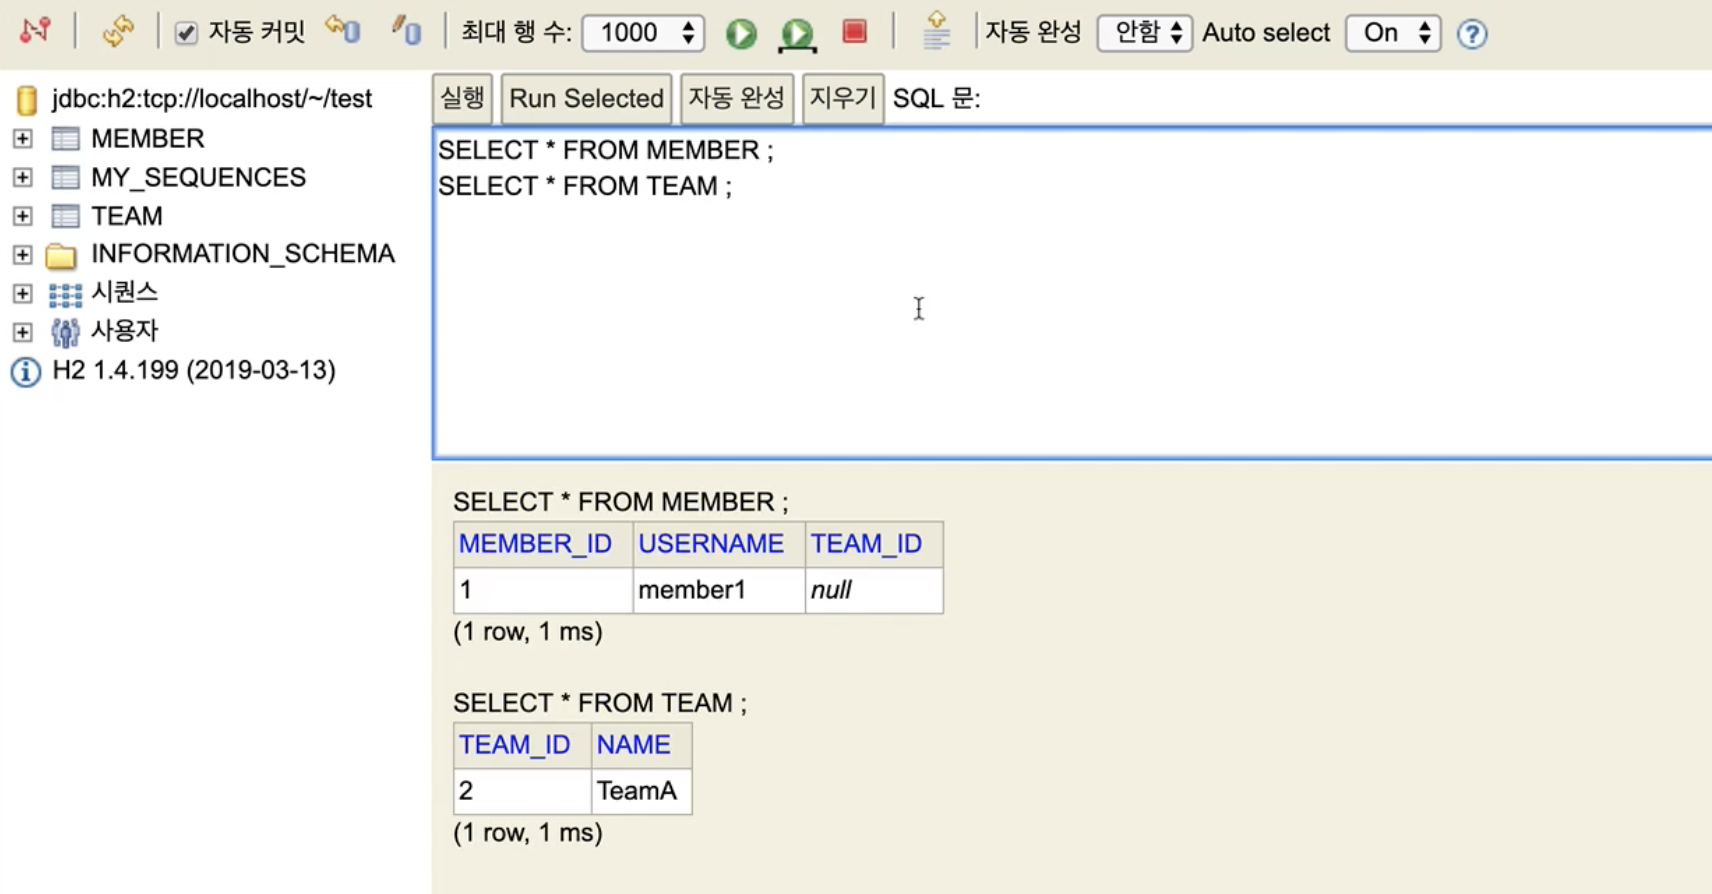 자동 커밋 최대 행 수: 1000 자동 완성 안함 Auto select On
jdbc:h2:tcp://localhost/~/test
MEMBER
MY_SEQUENCES
TEAM
INFORMATION_SCHEMA
시퀀스
사용자
H2 1.4.199 (2019-03-13)
실행 Run Selected 자동 완성 지우기 SQL 문:
SELECT * FROM MEMBER ;
SELECT * FROM TEAM ;
SELECT * FROM MEMBER ;
MEMBER_ID USERNAME TEAM_ID
1 member1 null
(1 row, 1 ms)
SELECT * FROM TEAM ;
TEAM_ID NAME
2 TeamA
(1 row, 1 ms)